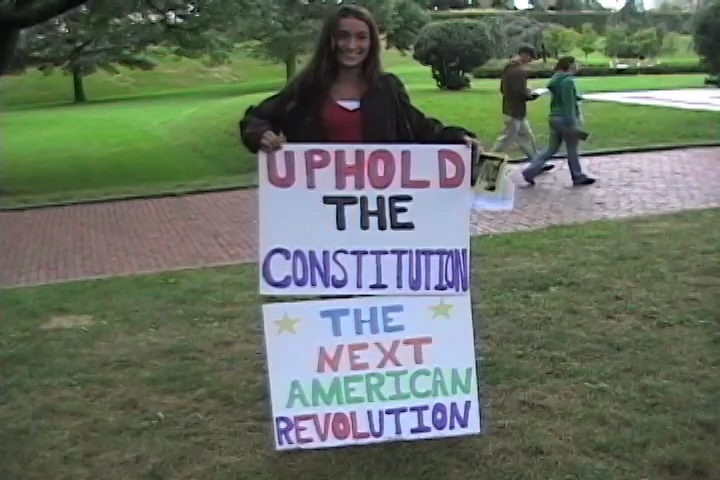 UPHOLD
THE
CONSTITUTION
THE
NEXT
AMERICAN
REVOLUTION